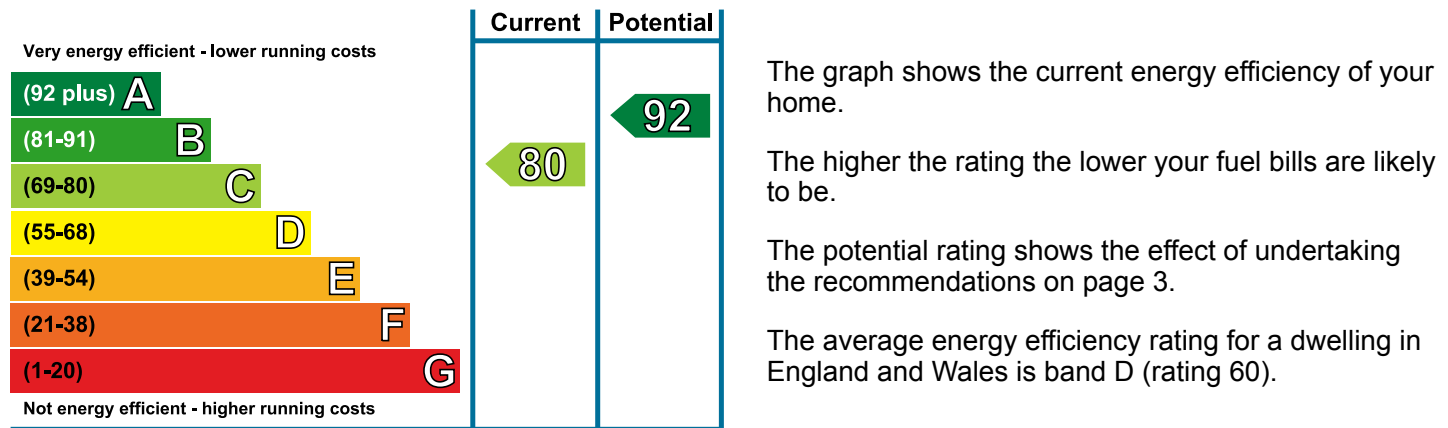 Current Potential
Very energy efficient - lower running costs
(92 plus) A
(81-91) B
(69-80) C
(55-68) D
(39-54) E
(21-38) F
(1-20) G
Not energy efficient - higher running costs
80
92
The graph shows the current energy efficiency of your
home.
The higher the rating the lower your fuel bills are likely
to be.
The potential rating shows the effect of undertaking
the recommendations on page 3.
The average energy efficiency rating for a dwelling in
England and Wales is band D (rating 60).